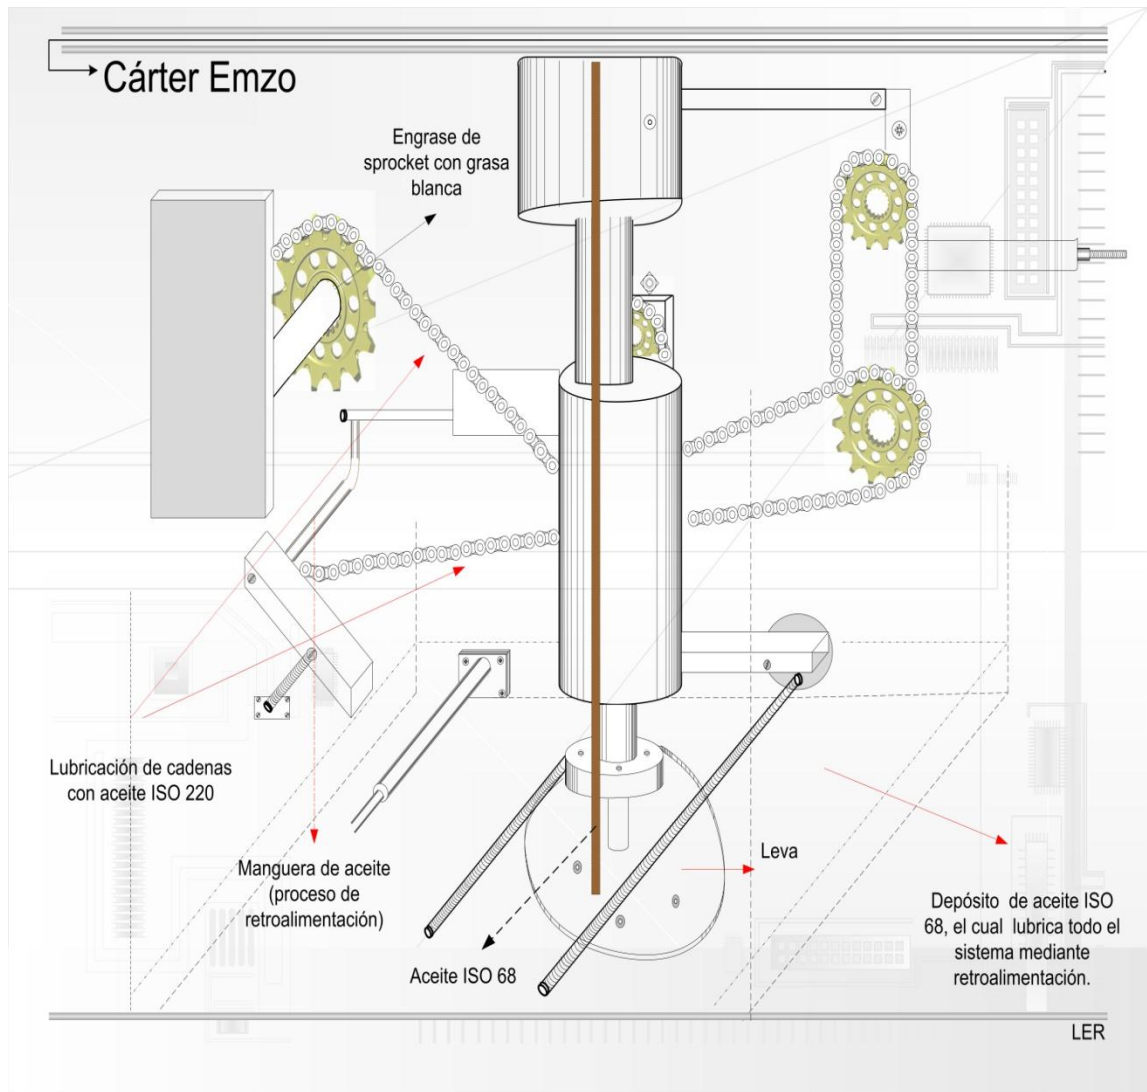 Cárter Emzo
Engrase de
sprocket con grasa
blanca
Lubricación de cadenas
con aceite ISO 220
Manguera de aceite
(proceso de
retroalimentación)
Aceite ISO 68
Leva
Depósito de aceite ISO
68, el cual lubrica todo el
sistema mediante
retroalimentación.
LER